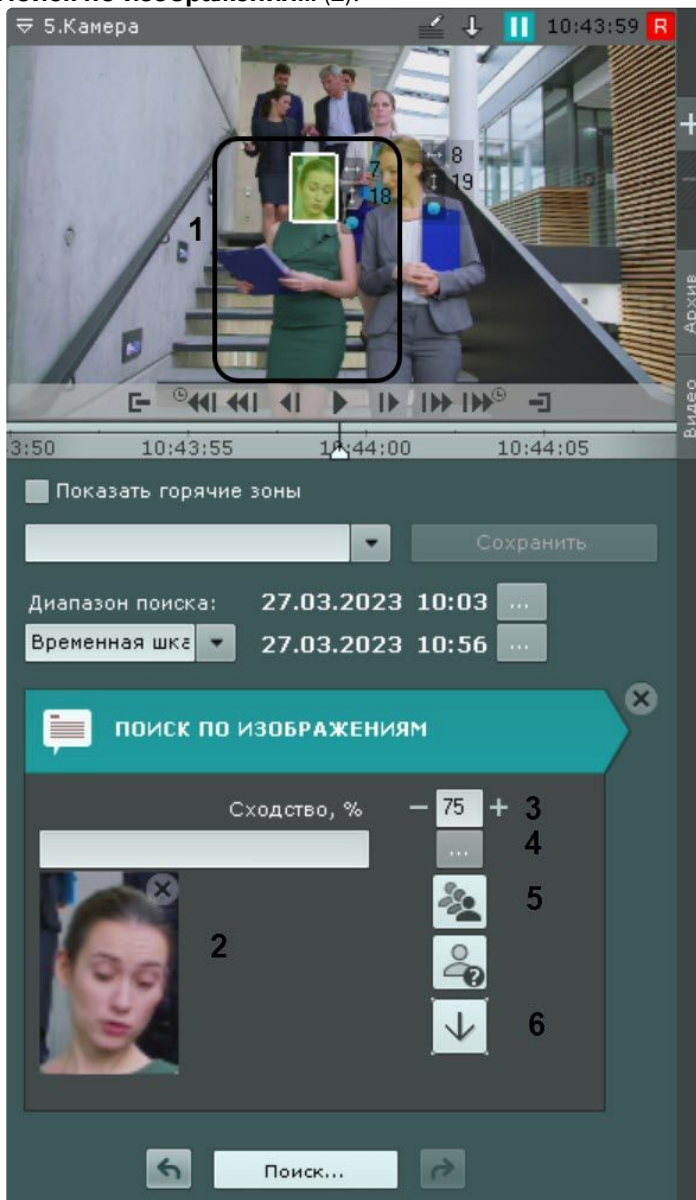 5.Камера
10:43:59 R
7
8
18
19
1
Архив
Видео
3:50 10:43:55 10:44:00 10:44:05
Показать горячие зоны
Сохранить
Диапазон поиска: 27.03.2023 10:03 ...
Временная шка 27.03.2023 10:56 ...
ПОИСК ПО ИЗОБРАЖЕНИЯМ
Сходство, % − 75 + 3
... 4
5
2
6
Поиск...